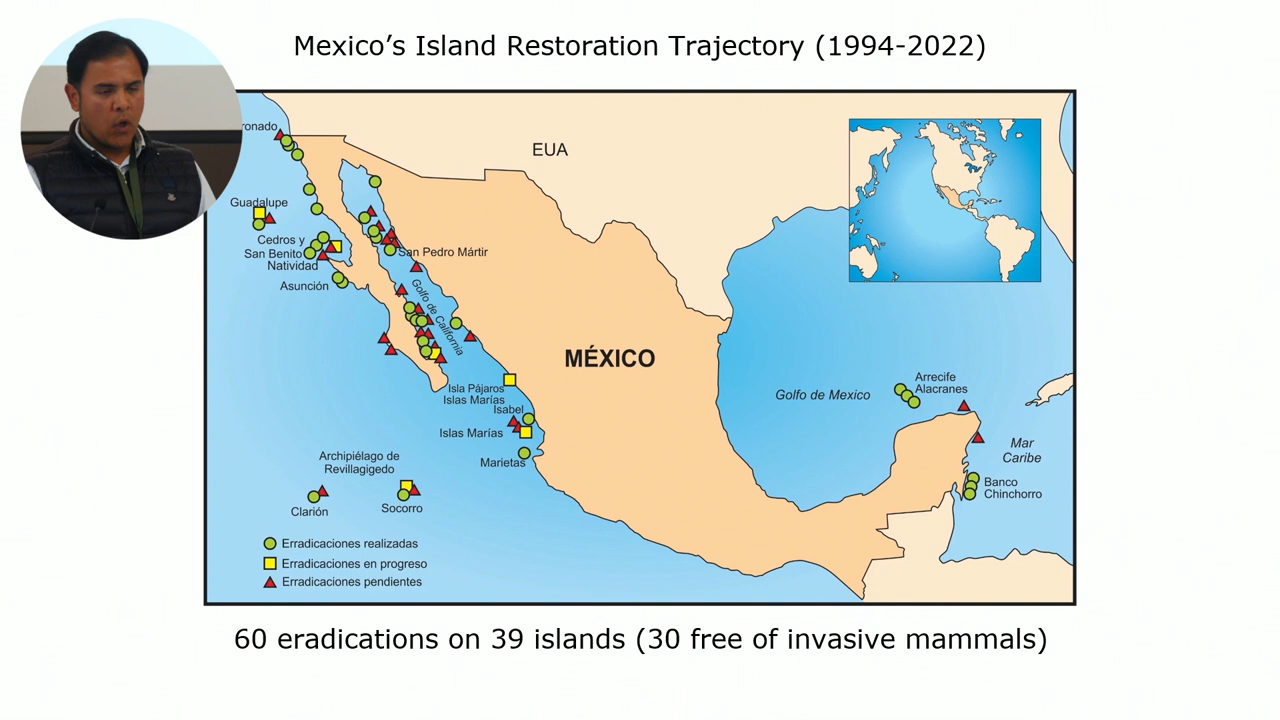 Mexico's Island Restoration Trajectory (1994-2022)
ronado
EUA
Guadalupe
Cedros y
San Benito
Natividad
San Pedro Mártir
Asunción
Golfo de California
MÉXICO
Isla Pájaros
Islas Marías
Isabel
Islas Marías
Marietas
Golfo de Mexico
Arrecife
Alacranes
Mar
Caribe
Banco
Chinchorro
Archipiélago de
Revillagigedo
Clarión
Socorro
Erradicaciones realizadas
Erradicaciones en progreso
Erradicaciones pendientes
60 eradications on 39 islands (30 free of invasive mammals)